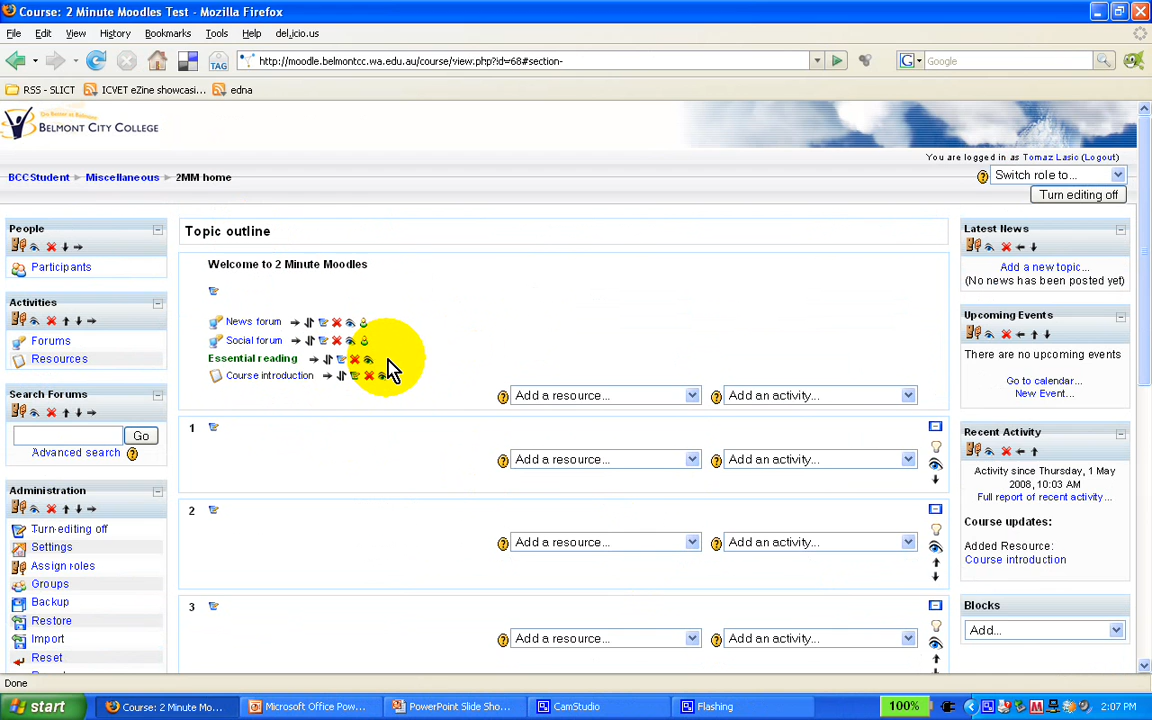 Course: 2 Minute Moodles Test - Mozilla Firefox
File Edit View History Bookmarks Tools Help del.icio.us
TAG
http://moodle.belmontcc.wa.edu.au/course/view.php?id=68#section-
G Google
RSS - SLICT ICVET eZine showcasi... edna
BELMONT CITY COLLEGE
You are logged in as Tomaz Lasic (Logout)
BCCStudent Miscellaneous 2MM home
Switch role to...
Turn editing off
People
Participants
Activities
Forums
Resources
Search Forums
Go
Advanced search
Administration
Turn editing off
Settings
Assign roles
Groups
Backup
Restore
Import
Reset
Topic outline
Welcome to 2 Minute Moodles
News forum
Social forum
Essential reading
Course introduction
Add a resource... Add an activity...
1
Add a resource... Add an activity...
2
Add a resource... Add an activity...
3
Add a resource... Add an activity...
Latest News
Add a new topic...
(No news has been posted yet)
Upcoming Events
There are no upcoming events
Go to calendar...
New Event...
Recent Activity
Activity since Thursday, 1 May
2008, 10:03 AM
Full report of recent activity...
Course updates:
Added Resource:
Course introduction
Blocks
Add...
Done
start Course: 2 Minute Mo... Microsoft Office Pow... PowerPoint Slide Sho... CamStudio Flashing 100% 2:07 PM